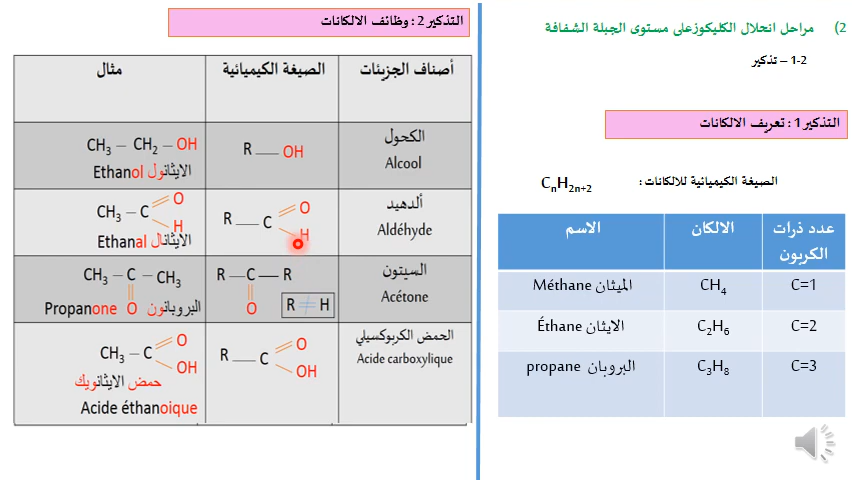 2) مراحل انحلال الكليكوزعلى مستوى الجبلة الشفافة
1-2 – تذكير
التذكير 1 : تعريف الالكانات
الصيغة الكيميائية للالكانات : CnH2n+2
عدد ذرات الكربون	الالكان	الاسم
C=1	CH4	الميثان Méthane
C=2	C2H6	الايثان Éthane
C=3	C3H8	البروبان propane
التذكير 2 : وظائف الالكانات
أصناف الجزيئات	الصيغة الكيميائية	مثال
الكحول	R — OH	CH3 – CH2 – OH
Alcool	الايثانول Ethanol
ألدهيد	R — C	O	H	CH3 – C	O	H
Aldéhyde	الايثانال Ethanal
السيتون	R – C – R	O	CH3 – C – CH3	O
Acétone	R ≠ H	البروبانون Propanone
الحمض الكربوكسيلي	R — C	O	OH	CH3 – C	O	OH
Acide carboxylique	حمض الايثانويك
Acide éthanoique